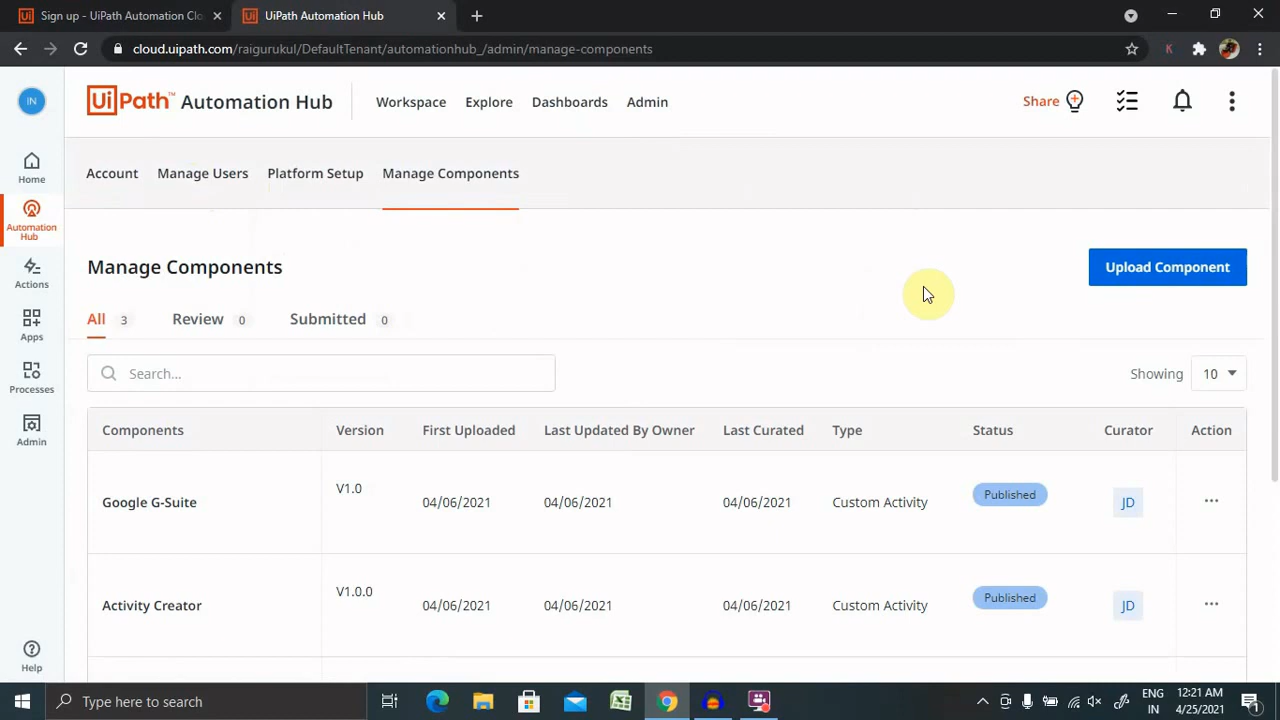 Sign up - UiPath Automation Clo
UiPath Automation Hub
cloud.uipath.com/raigurukul/DefaultTenant/automationhub_/admin/manage-components
IN
UiPath™ Automation Hub
Workspace
Explore
Dashboards
Admin
Share
Home
Automation
Hub
Actions
Apps
Processes
Admin
Help
Account
Manage Users
Platform Setup
Manage Components
Manage Components
Upload Component
All 3
Review 0
Submitted 0
Search...
Showing 10
Components Version First Uploaded Last Updated By Owner Last Curated Type Status Curator Action
Google G-Suite V1.0 04/06/2021 04/06/2021 04/06/2021 Custom Activity Published JD ...
Activity Creator V1.0.0 04/06/2021 04/06/2021 04/06/2021 Custom Activity Published JD ...
Type here to search
ENG
IN
12:21 AM
4/25/2021
1